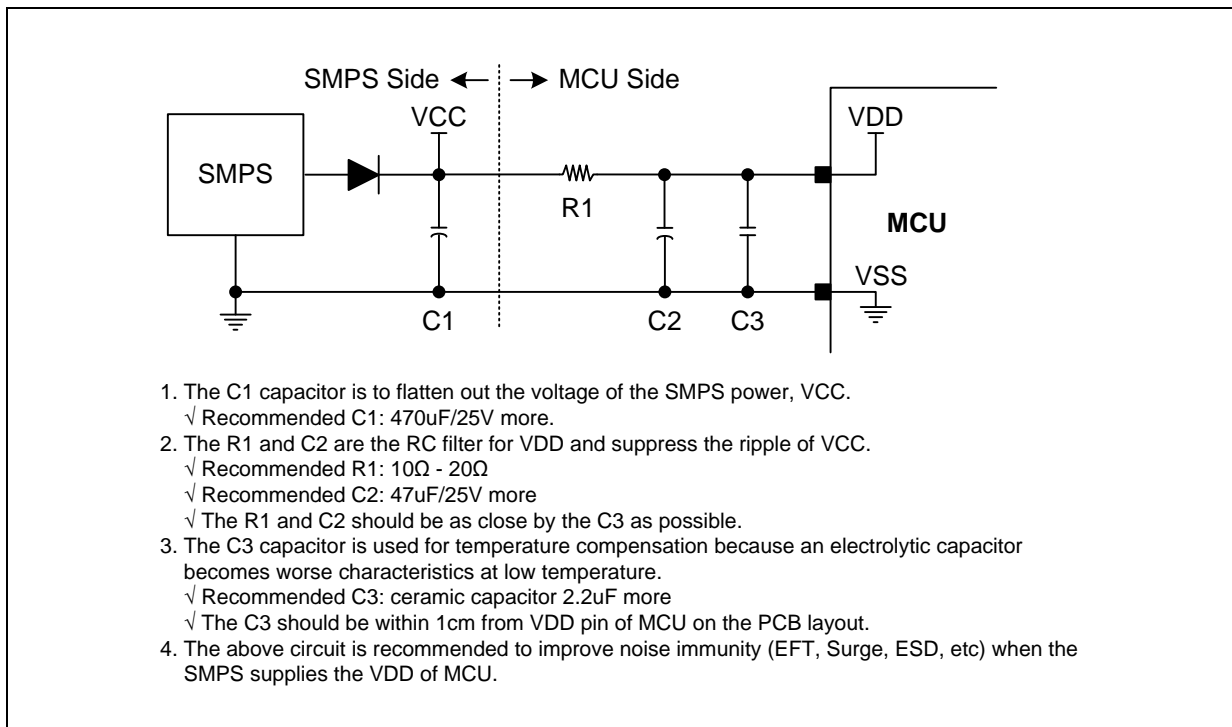 SMPS Side MCU Side
VCC
VDD
SMPS
R1
MCU
VSS
C1
C2
C3
1. The C1 capacitor is to flatten out the voltage of the SMPS power, VCC.
√ Recommended C1: 470uF/25V more.
2. The R1 and C2 are the RC filter for VDD and suppress the ripple of VCC.
√ Recommended R1: 10Ω - 20Ω
√ Recommended C2: 47uF/25V more
√ The R1 and C2 should be as close by the C3 as possible.
3. The C3 capacitor is used for temperature compensation because an electrolytic capacitor
becomes worse characteristics at low temperature.
√ Recommended C3: ceramic capacitor 2.2uF more
√ The C3 should be within 1cm from VDD pin of MCU on the PCB layout.
4. The above circuit is recommended to improve noise immunity (EFT, Surge, ESD, etc) when the
SMPS supplies the VDD of MCU.